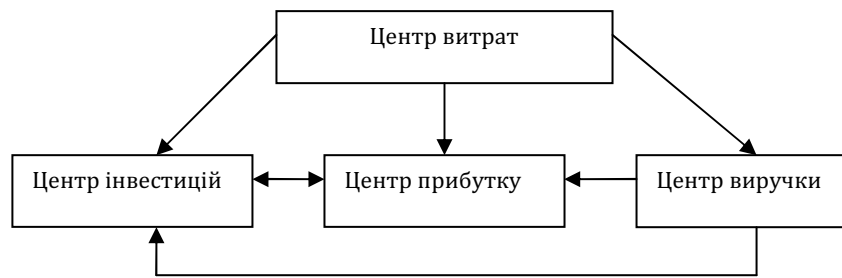 Центр витрат
Центр інвестицій
Центр прибутку
Центр виручки